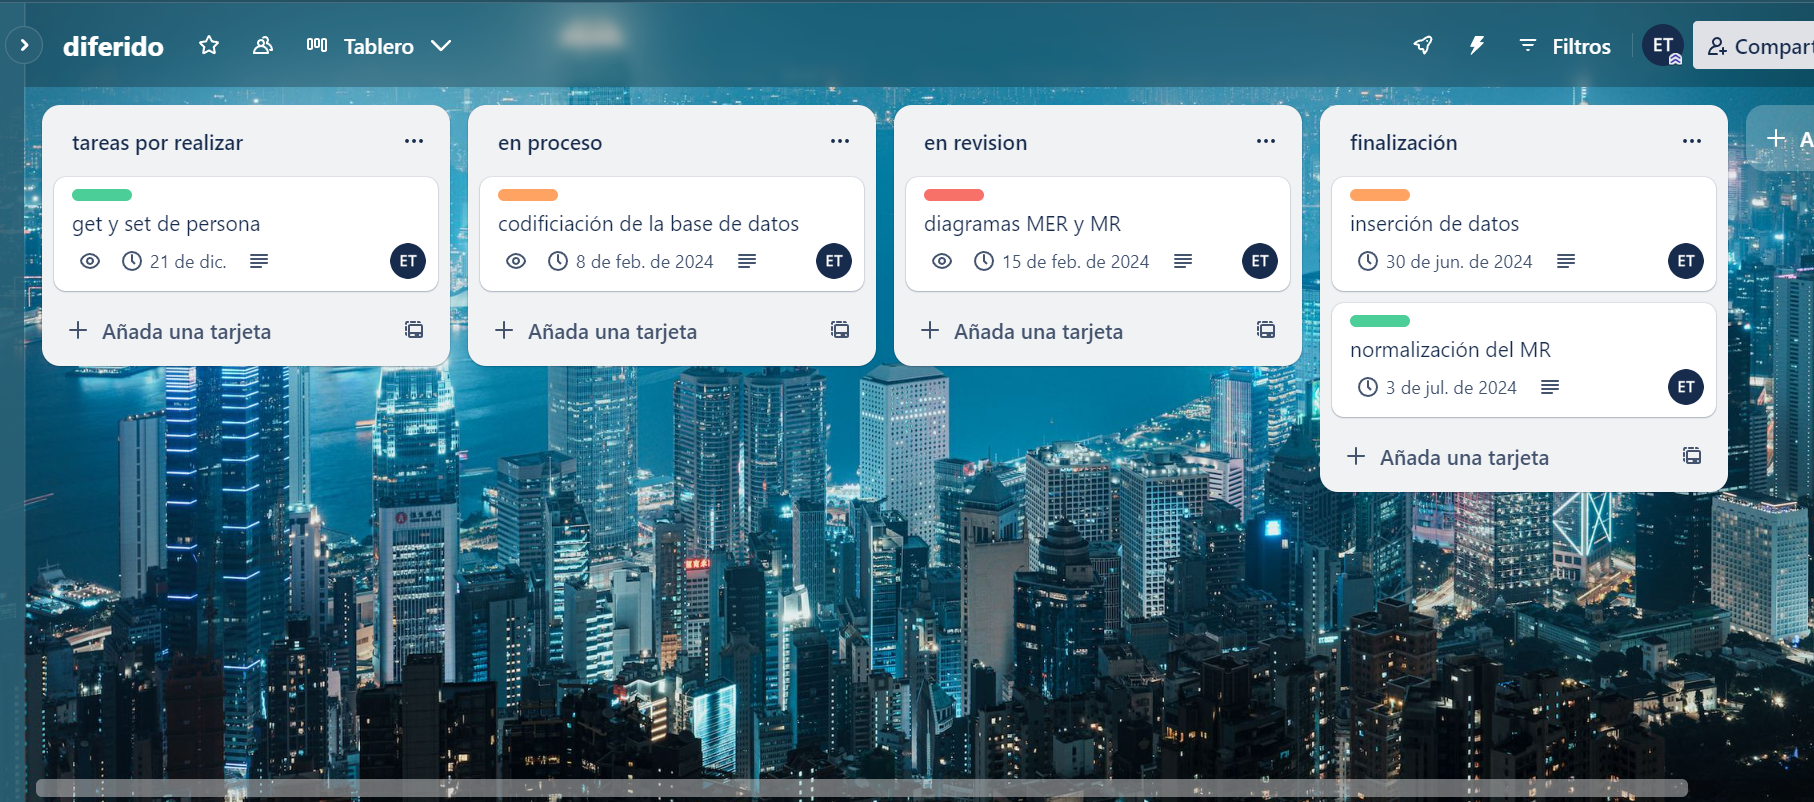 diferido
Tablero
Filtros
ET
Compart
tareas por realizar
get y set de persona
21 de dic.
ET
Añada una tarjeta
en proceso
codificiación de la base de datos
8 de feb. de 2024
ET
Añada una tarjeta
en revision
diagramas MER y MR
15 de feb. de 2024
ET
Añada una tarjeta
finalización
inserción de datos
30 de jun. de 2024
ET
normalización del MR
3 de jul. de 2024
ET
Añada una tarjeta
A